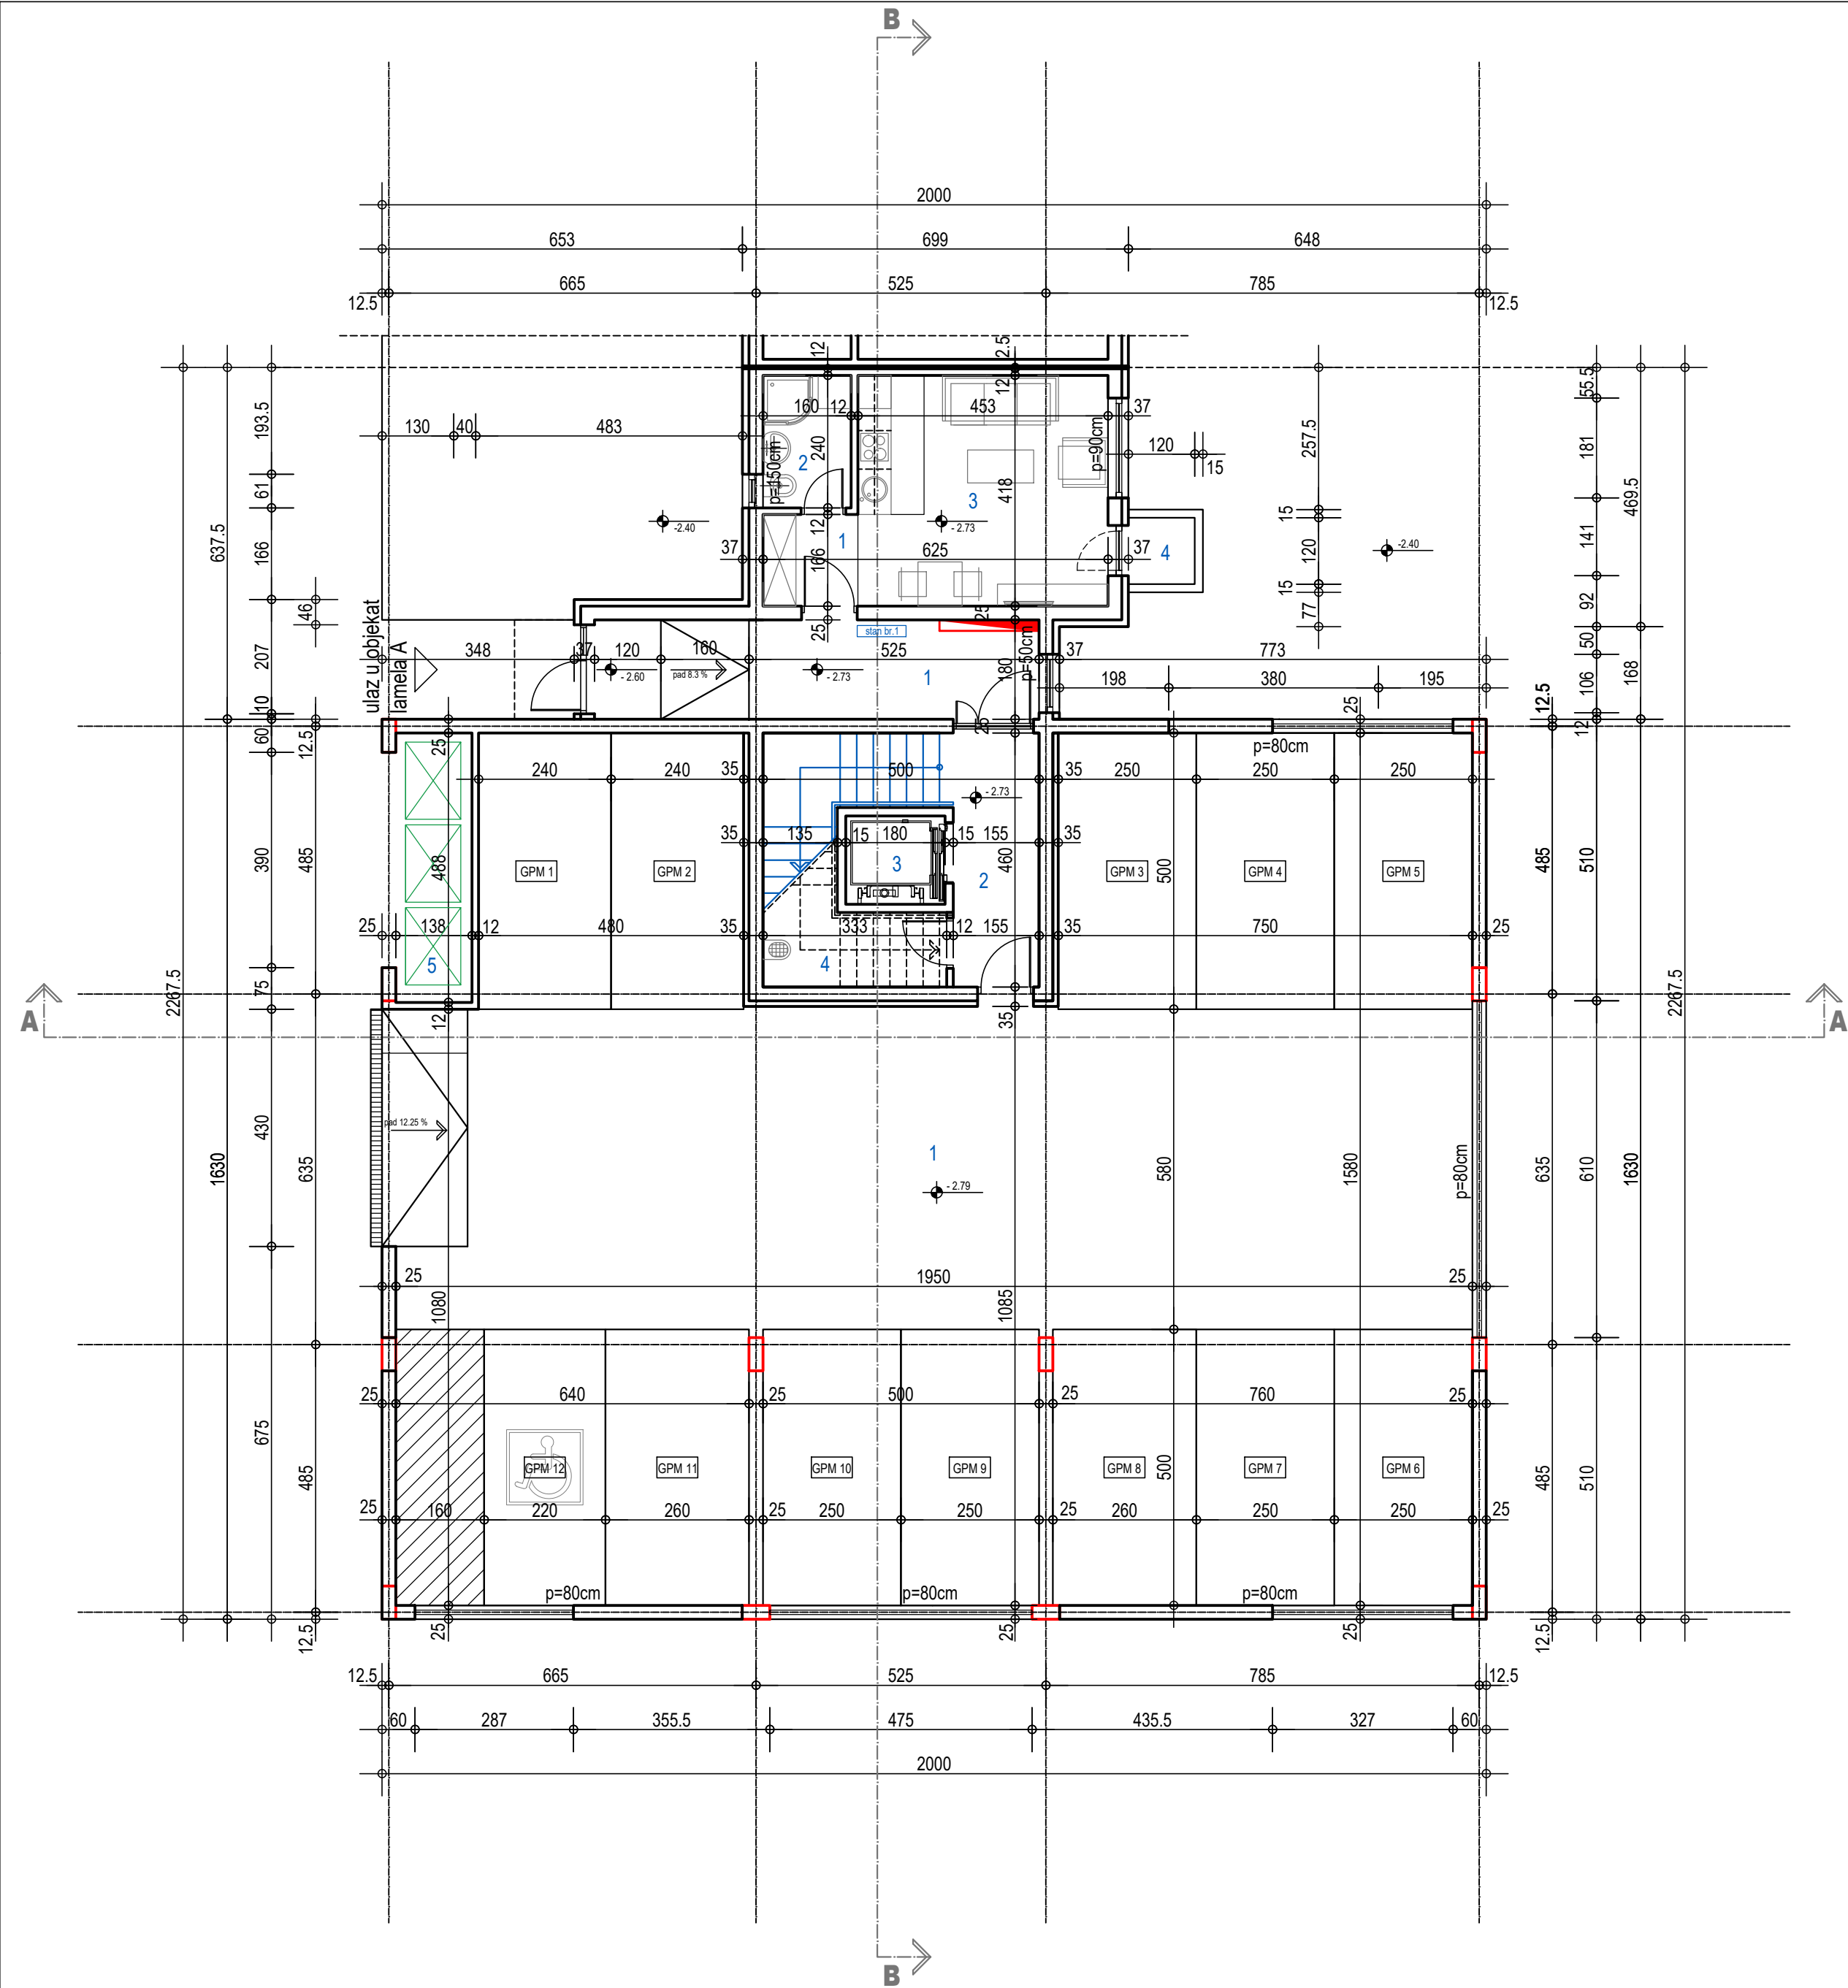 B
2000
653 699 648
665 525 785
12.5 12.5
12 2.5
12
160 12 453 37
130 40 483
p=150cm
240
2
p=90cm
120
15
418
3
193.5
61
166
637.5
46
207
10
60
12.5
-2.40
- 2.73
12
1
166
37 625 37
4
15
120
15
77
257.5
-2.40
55.5
181
141
92
50
106
12
469.5
168
12.5
ulaz u objekat
lamela A
25
stan br.1
25
348 37 120 160 525 37 773
- 2.60
pad 8.3 %
- 2.73
1
180
p=50cm
198 380 195
25
25
25
p=80cm
240 240 35 500 35 250 250 250
- 2.73
35 135 15 180 15 155 35
GPM 1
GPM 2
3
2
460
GPM 3
500
GPM 4
GPM 5
488
390
485
485
510
25 138 12 480 35 333 12 155 35 750 25
5
4
75
12
35
2267.5
2267.5
A
A
pad 12.25 %
430
635
1630
1
- 2.79
580
1580
p=80cm
635
610
1630
25 1950 25
1080
1085
25 640 25 500 25 760 25
675
485
GPM 12
GPM 11
GPM 10
GPM 9
GPM 8
500
GPM 7
GPM 6
485
510
25 160 220 260 25 250 250 25 260 250 250 25
p=80cm
p=80cm
p=80cm
12.5
25
25
25
12.5
12.5 665 525 785 12.5
60 287 355.5 475 435.5 327 60
2000
B